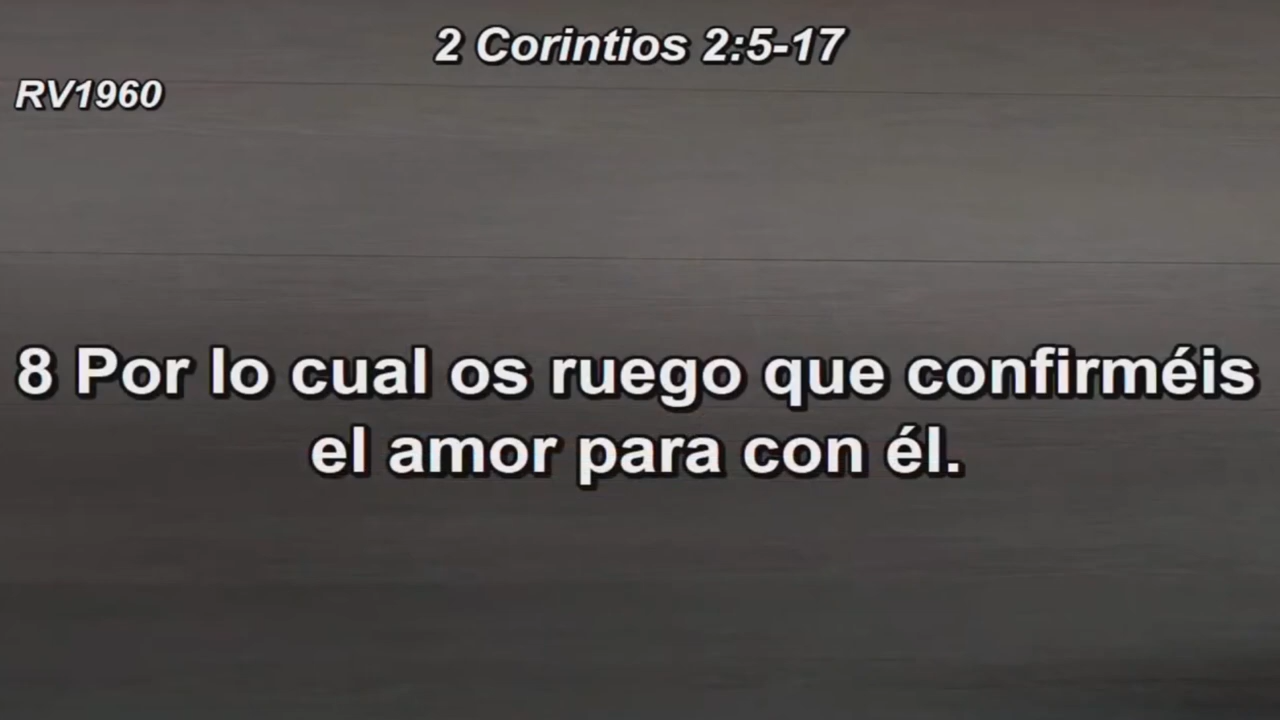 2 Corintios 2:5-17
RV1960
8 Por lo cual os ruego que confirméis
el amor para con él.